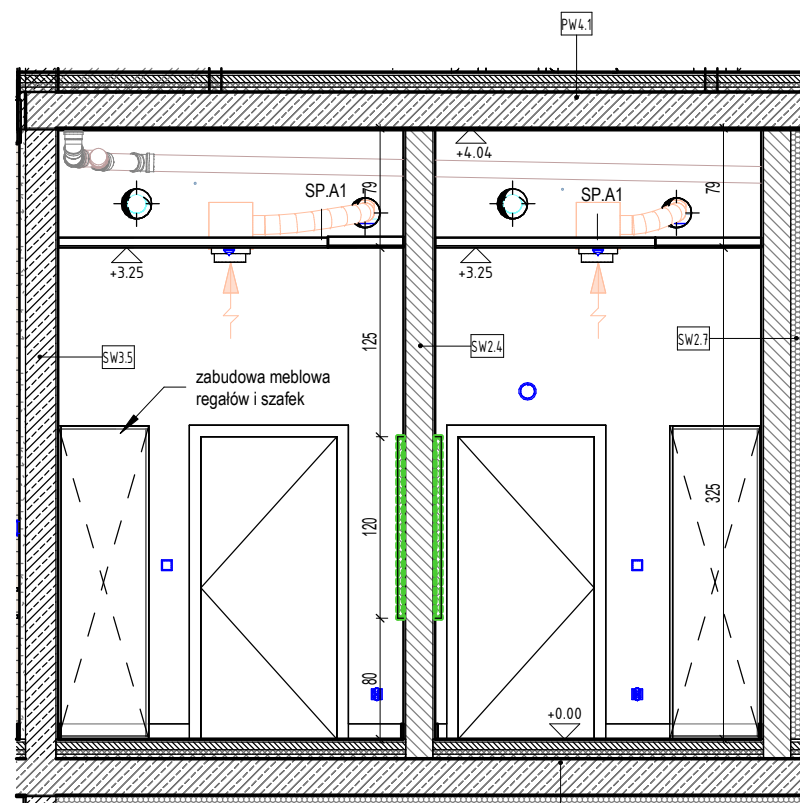 PW4.1
+4.04
79
79
SP.A1
SP.A1
+3.25
+3.25
125
SW3.5
SW2.4
SW2.7
zabudowa meblowa
regałów i szafek
325
120
80
+0.00